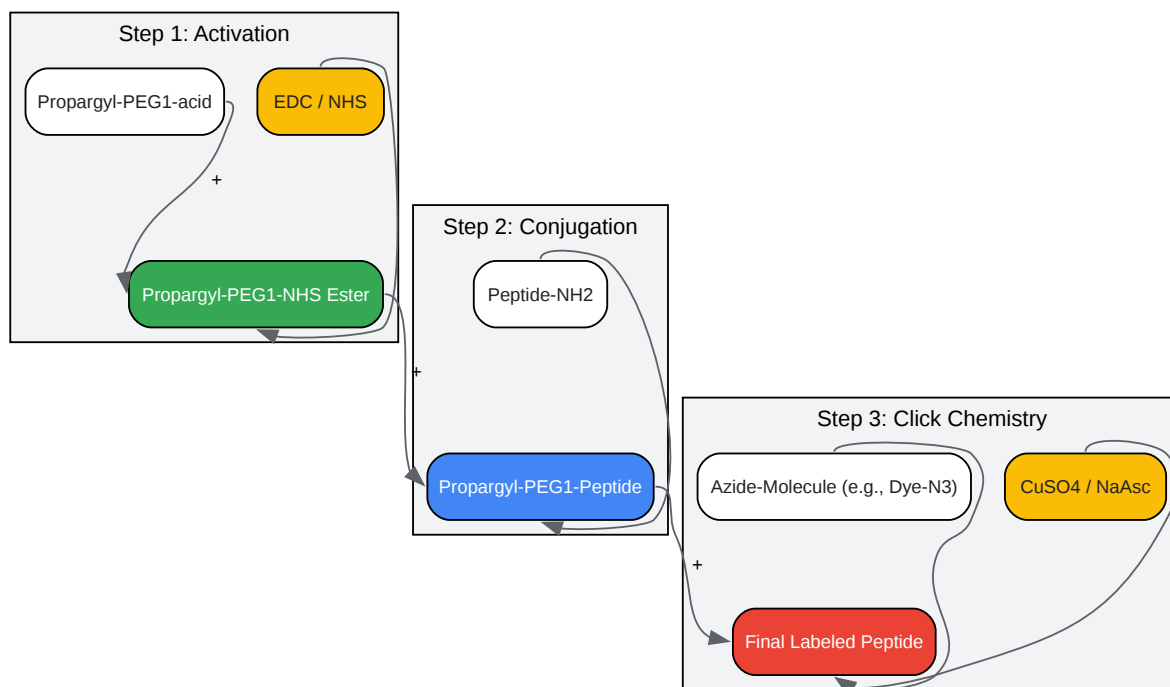 Step 1: Activation
Propargyl-PEG1-acid
EDC / NHS
+
Propargyl-PEG1-NHS Ester
Step 2: Conjugation
Peptide-NH2
+
Propargyl-PEG1-Peptide
Step 3: Click Chemistry
Azide-Molecule (e.g., Dye-N3)
CuSO4 / NaAsc
+
Final Labeled Peptide